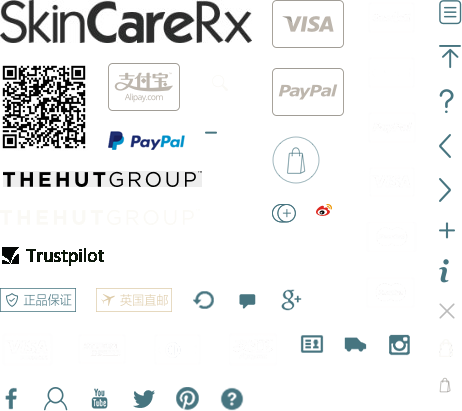 SkinCareRx
VISA
支付宝
Alipay.com
PayPal
PayPal
THEHUTGROUP™
THEHUTGROUP
Trustpilot
正品保证
英国直邮
g+
You
Tube